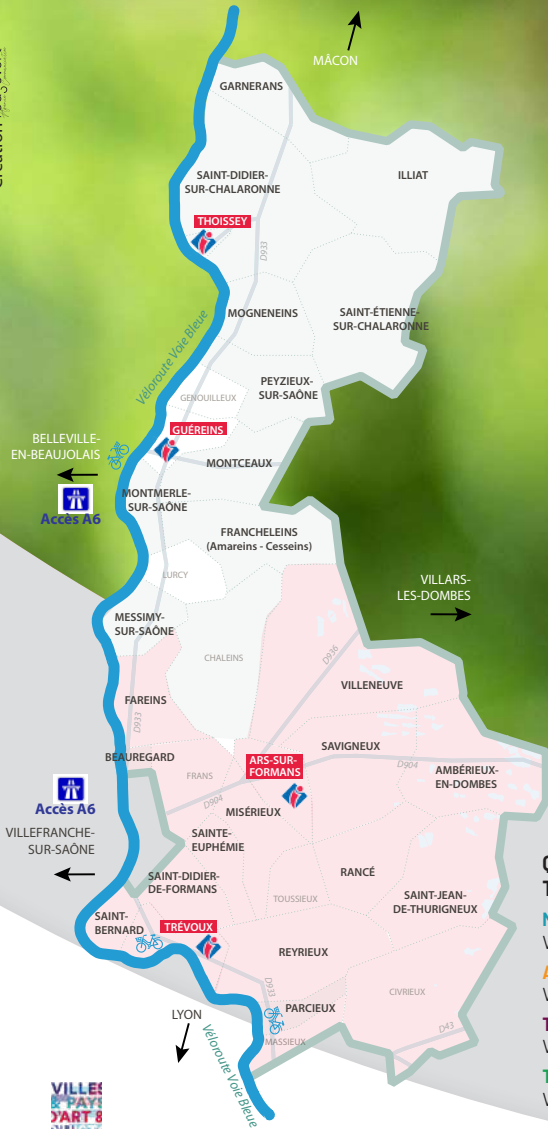 MÂCON
GARNERANS
SAINT-DIDIER-
SUR-CHALARONNE
ILLIAT
THOISSEY
D933
MOGNENEINS
SAINT-ÉTIENNE-
SUR-CHALARONNE
Véloroute Voie Bleue
PEYZIEUX-
SUR-SAÔNE
GENOUILLEUX
GUÉREINS
BELLEVILLE-
EN-BEAUJOLAIS
MONTCEAUX
Accès A6
MONTMERLE-
SUR-SAÔNE
FRANCHELEINS
(Amareins - Cesseins)
LURCY
VILLARS-
LES-DOMBES
MESSIMY-
SUR-SAÔNE
CHALEINS
D936
VILLENEUVE
FAREINS
D933
SAVIGNEUX
BEAUREGARD
ARS-SUR-
FORMANS
D904
AMBÉRIEUX-
EN-DOMBES
FRANS
Accès A6
D904
MISÉRIEUX
VILLEFRANCHE-
SUR-SAÔNE
SAINTE-
EUPHÉMIE
RANCÉ
SAINT-DIDIER-
DE-FORMANS
TOUSSIEUX
SAINT-JEAN-
DE-THURIGNEUX
SAINT-
BERNARD
TRÉVOUX
REYRIEUX
D933
CIVRIEUX
PARCIEUX
LYON
D43
MASSIEUX
Véloroute Voie Bleue
VILLES
& PAYS
D'ART &